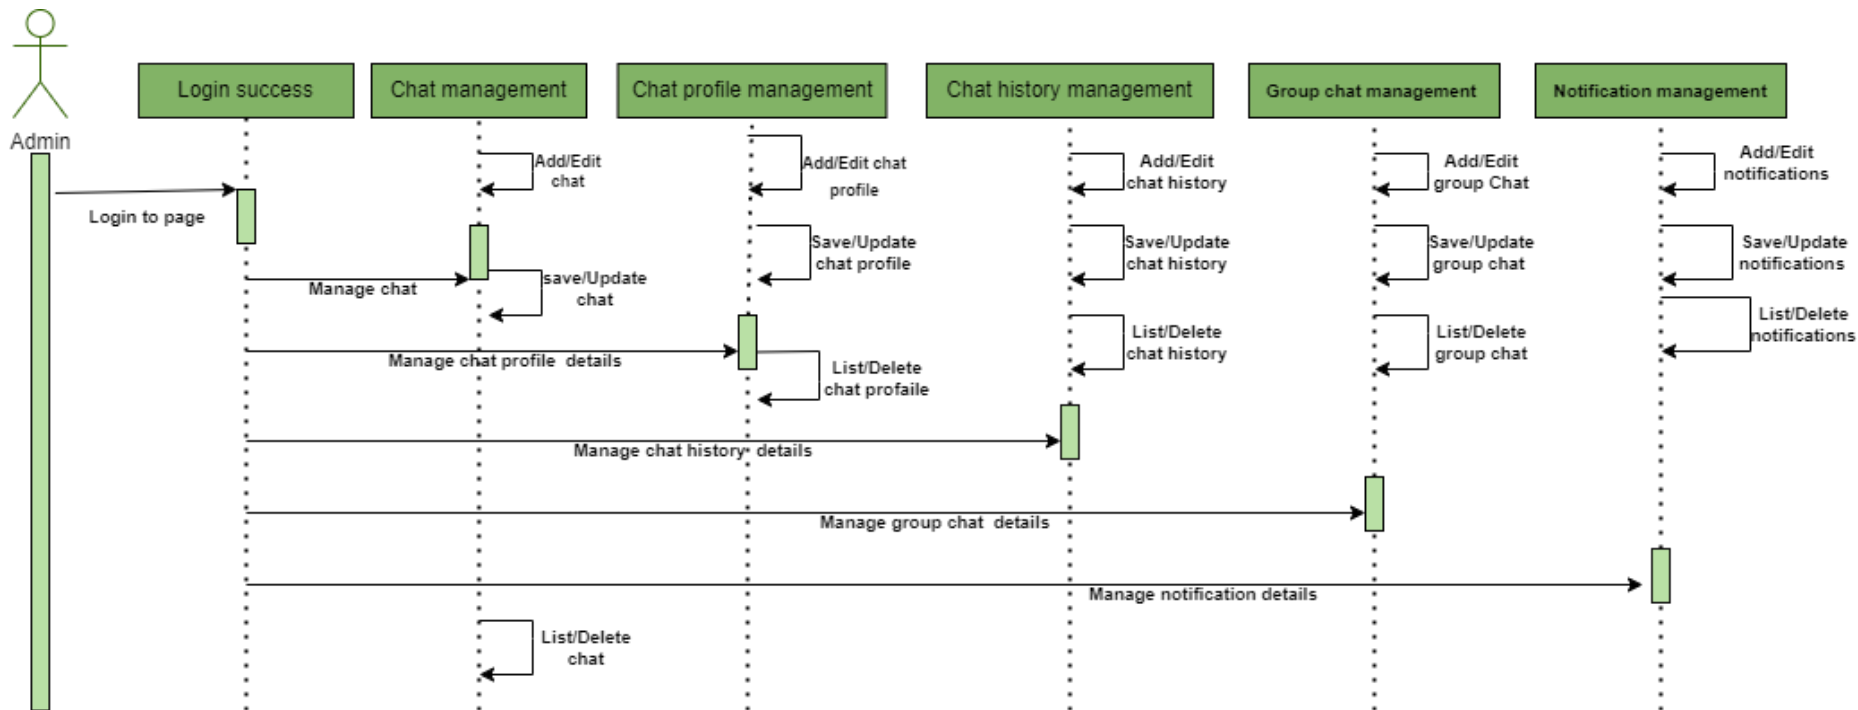 Login success
Chat management
Chat profile management
Chat history management
Group chat management
Notification management
Admin
Add/Edit
chat
Add/Edit chat
profile
Add/Edit
chat history
Add/Edit
group Chat
Add/Edit
notifications
Login to page
Save/Update
chat profile
Save/Update
chat history
Save/Update
group chat
Save/Update
notifications
Manage chat
save/Update
chat
List/Delete
chat history
List/Delete
group chat
List/Delete
notifications
Manage chat profile details
List/Delete
chat profaile
Manage chat history details
Manage group chat details
Manage notification details
List/Delete
chat